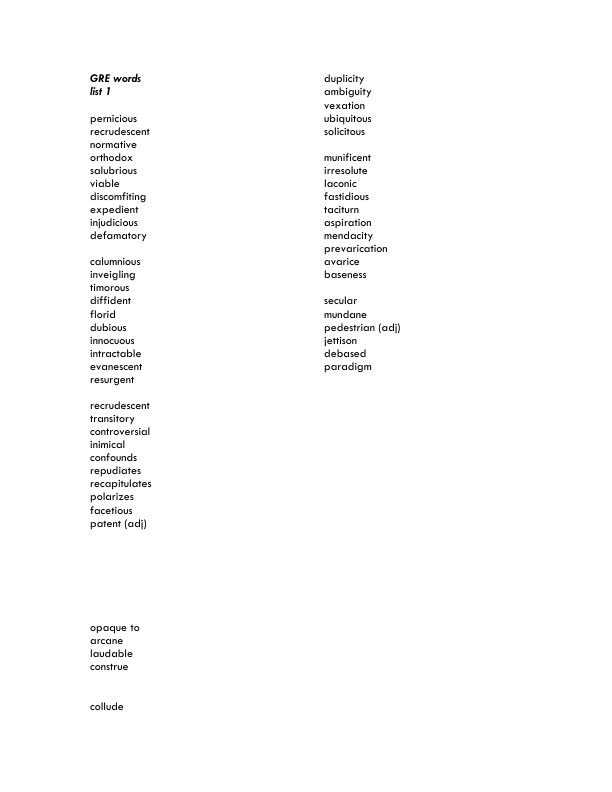 GRE words
list 1
pernicious
recrudescent
normative
orthodox
salubrious
viable
discomfiting
expedient
injudicious
defamatory
calumnious
inveigling
timorous
diffident
florid
dubious
innocuous
intractable
evanescent
resurgent
recrudescent
transitory
controversial
inimical
confounds
repudiates
recapitulates
polarizes
facetious
patent (adj)
opaque to
arcane
laudable
construe
collude
duplicity
ambiguity
vexation
ubiquitous
solicitous
munificent
irresolute
laconic
fastidious
taciturn
aspiration
mendacity
prevarication
avarice
baseness
secular
mundane
pedestrian (adj)
jettison
debased
paradigm